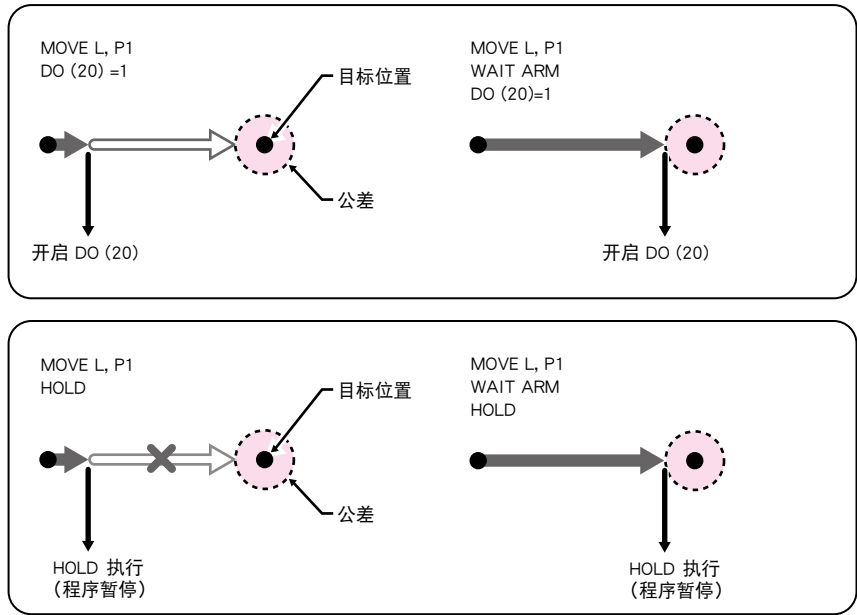 MOVE L, P1
DO (20) =1
目标位置
公差
开启 DO (20)
MOVE L, P1
WAIT ARM
DO (20)=1
开启 DO (20)
MOVE L, P1
HOLD
目标位置
公差
HOLD 执行
(程序暂停)
MOVE L, P1
WAIT ARM
HOLD
HOLD 执行
(程序暂停)